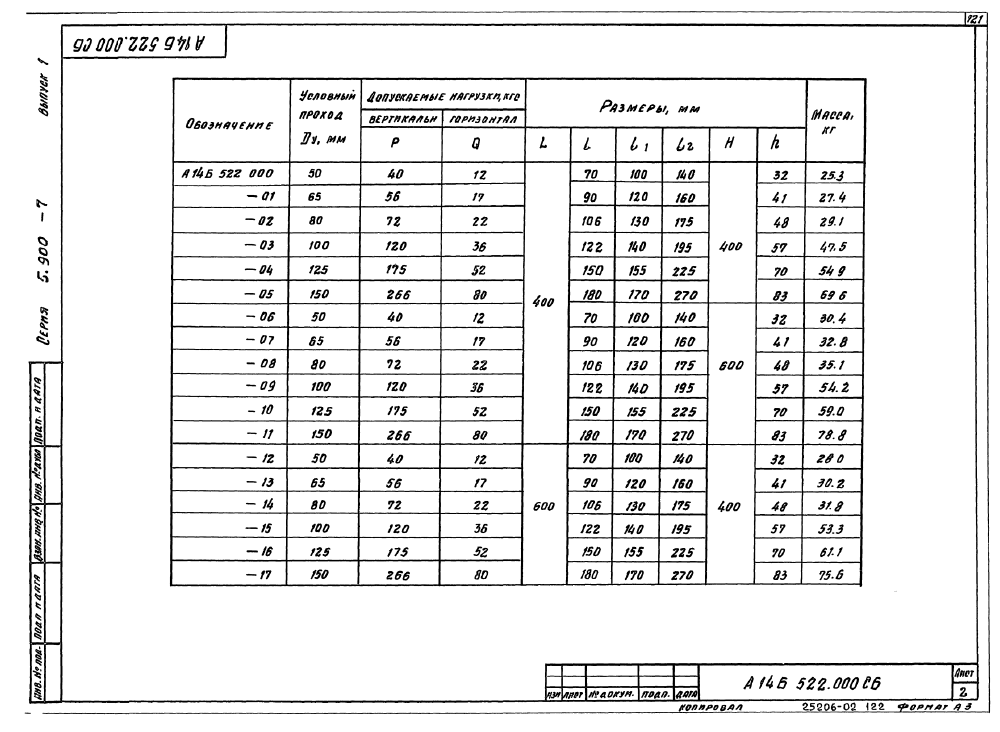 121
А14Б 522.000 СБ
Серия 5.900-7 Выпуск 1
Обозначение | Условный проход Dу, мм | Допускаемые нагрузки, кгс | Размеры, мм | Масса, кг
вертикальн | горизонтал
P | Q | L | l | l1 | l2 | H | h
А14Б 522 000 | 50 | 40 | 12 | 400 | 70 | 100 | 140 | 400 | 32 | 25.3
-01 | 65 | 56 | 17 | 90 | 120 | 160 | 41 | 27.4
-02 | 80 | 72 | 22 | 106 | 130 | 175 | 48 | 29.1
-03 | 100 | 120 | 36 | 122 | 140 | 195 | 57 | 47.5
-04 | 125 | 175 | 52 | 150 | 155 | 225 | 70 | 54 9
-05 | 150 | 266 | 80 | 180 | 170 | 270 | 83 | 69 6
-06 | 50 | 40 | 12 | 70 | 100 | 140 | 600 | 32 | 30.4
-07 | 65 | 56 | 17 | 90 | 120 | 160 | 41 | 32.8
-08 | 80 | 72 | 22 | 106 | 130 | 175 | 48 | 35.1
-09 | 100 | 120 | 36 | 122 | 140 | 195 | 57 | 54.2
-10 | 125 | 175 | 52 | 150 | 155 | 225 | 70 | 59.0
-11 | 150 | 266 | 80 | 180 | 170 | 270 | 83 | 78.8
-12 | 50 | 40 | 12 | 600 | 70 | 100 | 140 | 400 | 32 | 28 0
-13 | 65 | 56 | 17 | 90 | 120 | 160 | 41 | 30.2
-14 | 80 | 72 | 22 | 106 | 130 | 175 | 48 | 31.8
-15 | 100 | 120 | 36 | 122 | 140 | 195 | 57 | 53.3
-16 | 125 | 175 | 52 | 150 | 155 | 225 | 70 | 61.1
-17 | 150 | 266 | 80 | 180 | 170 | 270 | 83 | 75.6
Инв. № под. | Подп и дата | Взам. инв № | Инв. № дубл | Подп. и дата
Изм | Лист | № докум. | Подп. | Дата
А14Б 522.000 СБ
Лист
2
Копировал 25206-02 122 Формат А3